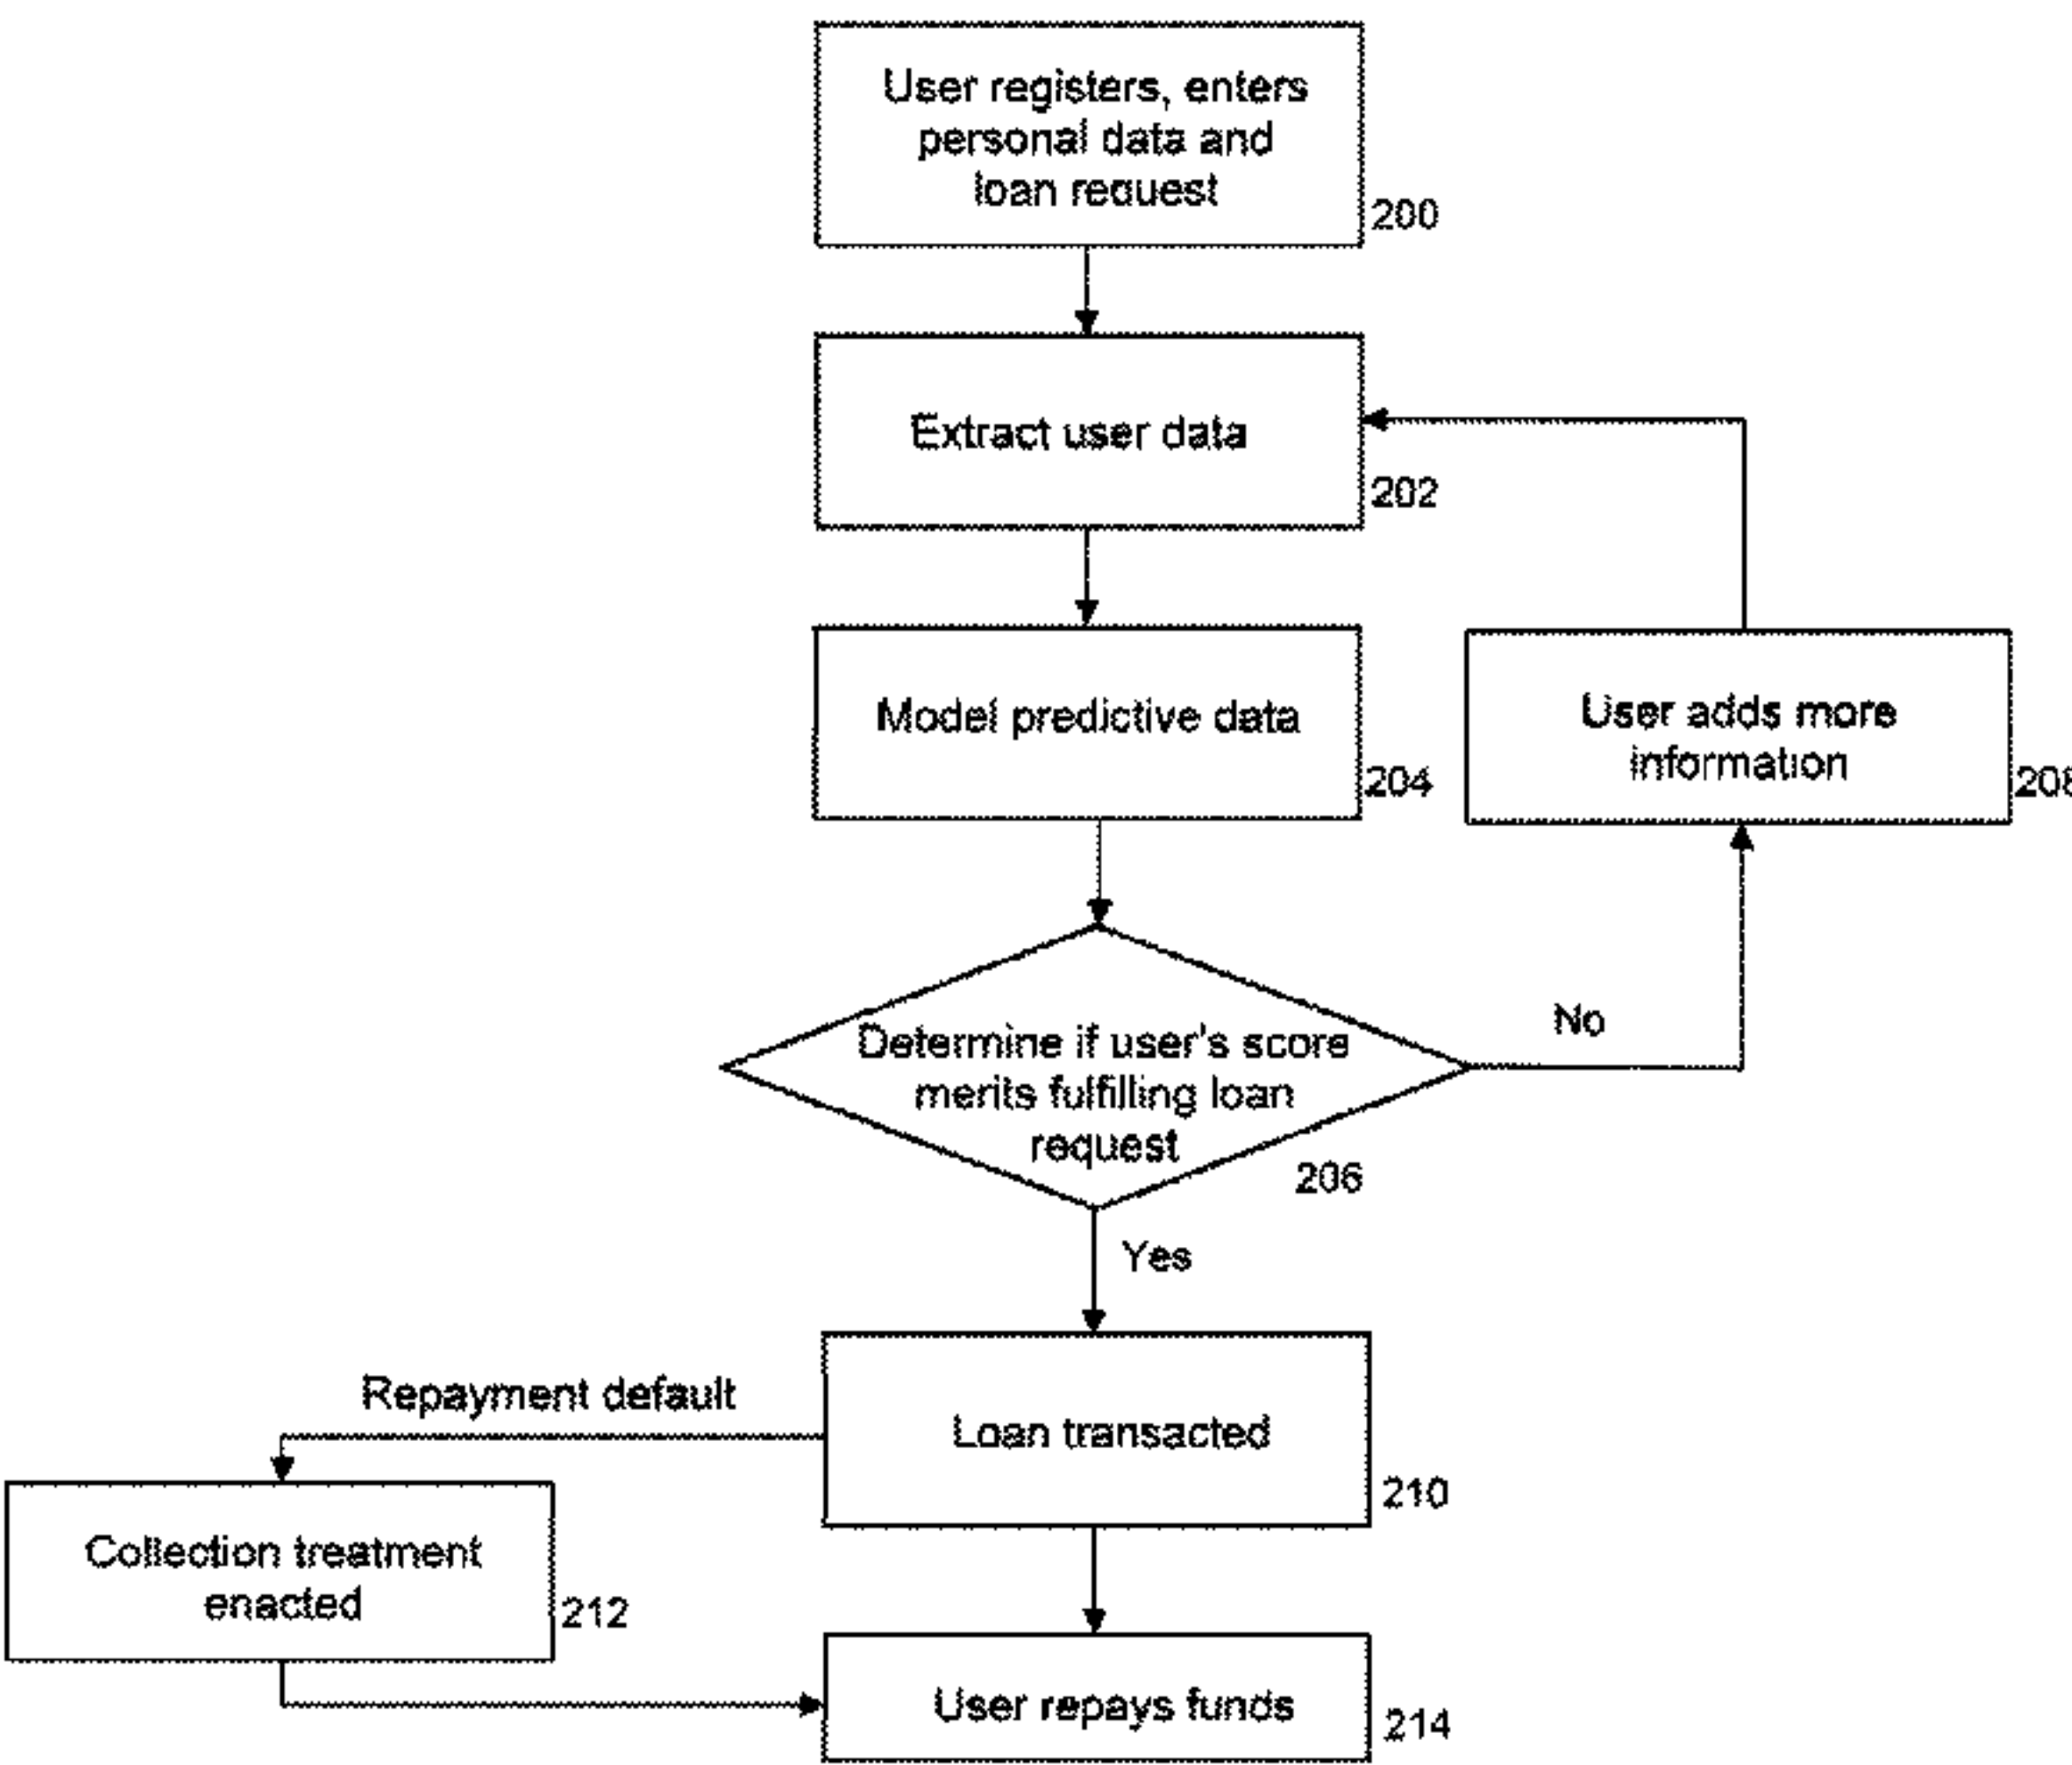 User registers, enters
personal data and
loan request
200
Extract user data
202
Model predictive data
204
User adds more
information
208
Determine if user's score
merits fulfilling loan
request
206
No
Yes
Repayment default
Loan transacted
210
Collection treatment
enacted
212
User repays funds
214